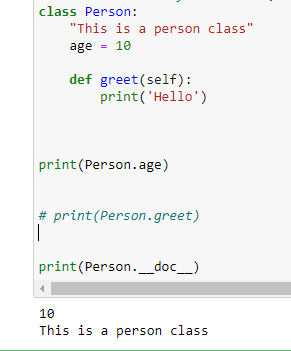 class Person:
    "This is a person class"
    age = 10

    def greet(self):
        print('Hello')

print(Person.age)

# print(Person.greet)

print(Person.__doc__)
10
This is a person class